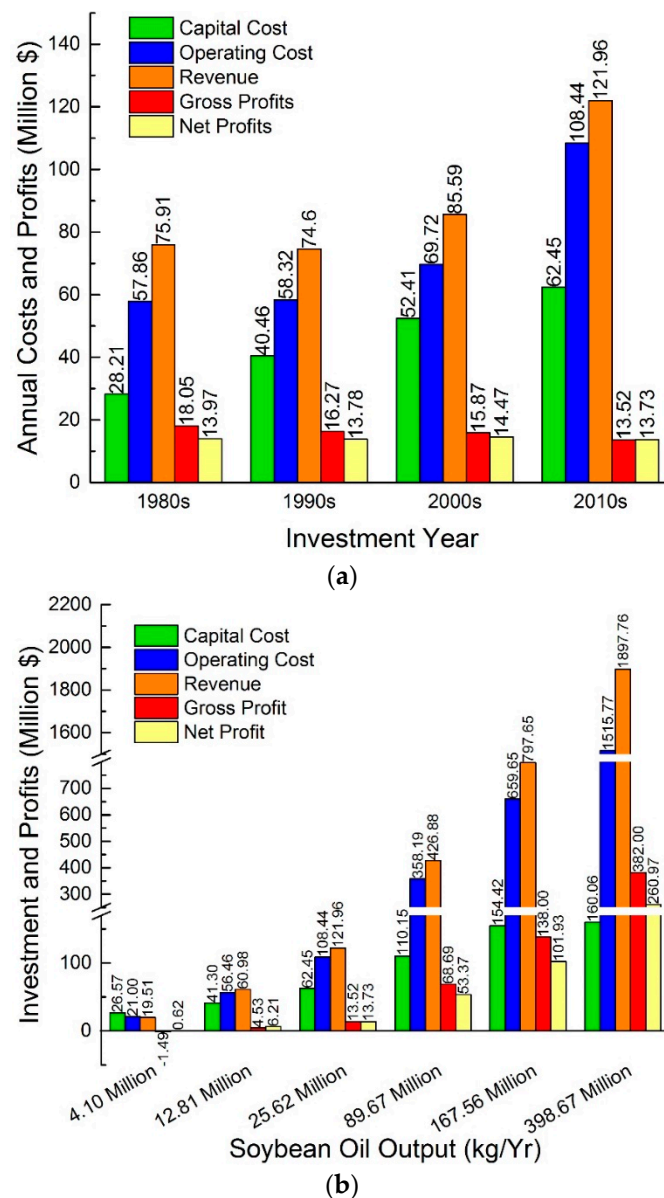 Annual Costs and Profits (Million $)
140
120
100
80
60
40
20
0
Capital Cost
Operating Cost
Revenue
Gross Profits
Net Profits
28.21
57.86
75.91
18.05
13.97
40.46
58.32
74.6
16.27
13.78
52.41
69.72
85.59
15.87
14.47
62.45
108.44
121.96
13.52
13.73
1980s
1990s
2000s
2010s
Investment Year
(a)
Investment and Profits (Million $)
2200
2000
1800
1600
700
600
500
400
300
100
0
Capital Cost
Operating Cost
Revenue
Gross Profit
Net Profit
26.57
21.00
19.51
-1.49
0.62
41.30
56.46
60.98
4.53
6.21
62.45
108.44
121.96
13.52
13.73
110.15
358.19
426.88
68.69
53.37
154.42
659.65
797.65
138.00
101.93
160.06
1515.77
1897.76
382.00
260.97
4.10 Million
12.81 Million
25.62 Million
89.67 Million
167.56 Million
398.67 Million
Soybean Oil Output (kg/Yr)
(b)